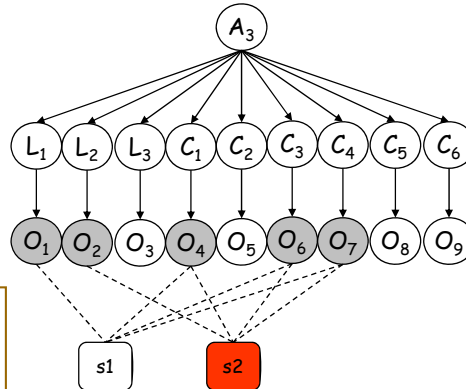 A₃
L₁ L₂ L₃ C₁ C₂ C₃ C₄ C₅ C₆
O₁ O₂ O₃ O₄ O₅ O₆ O₇ O₈ O₉
s1 s2